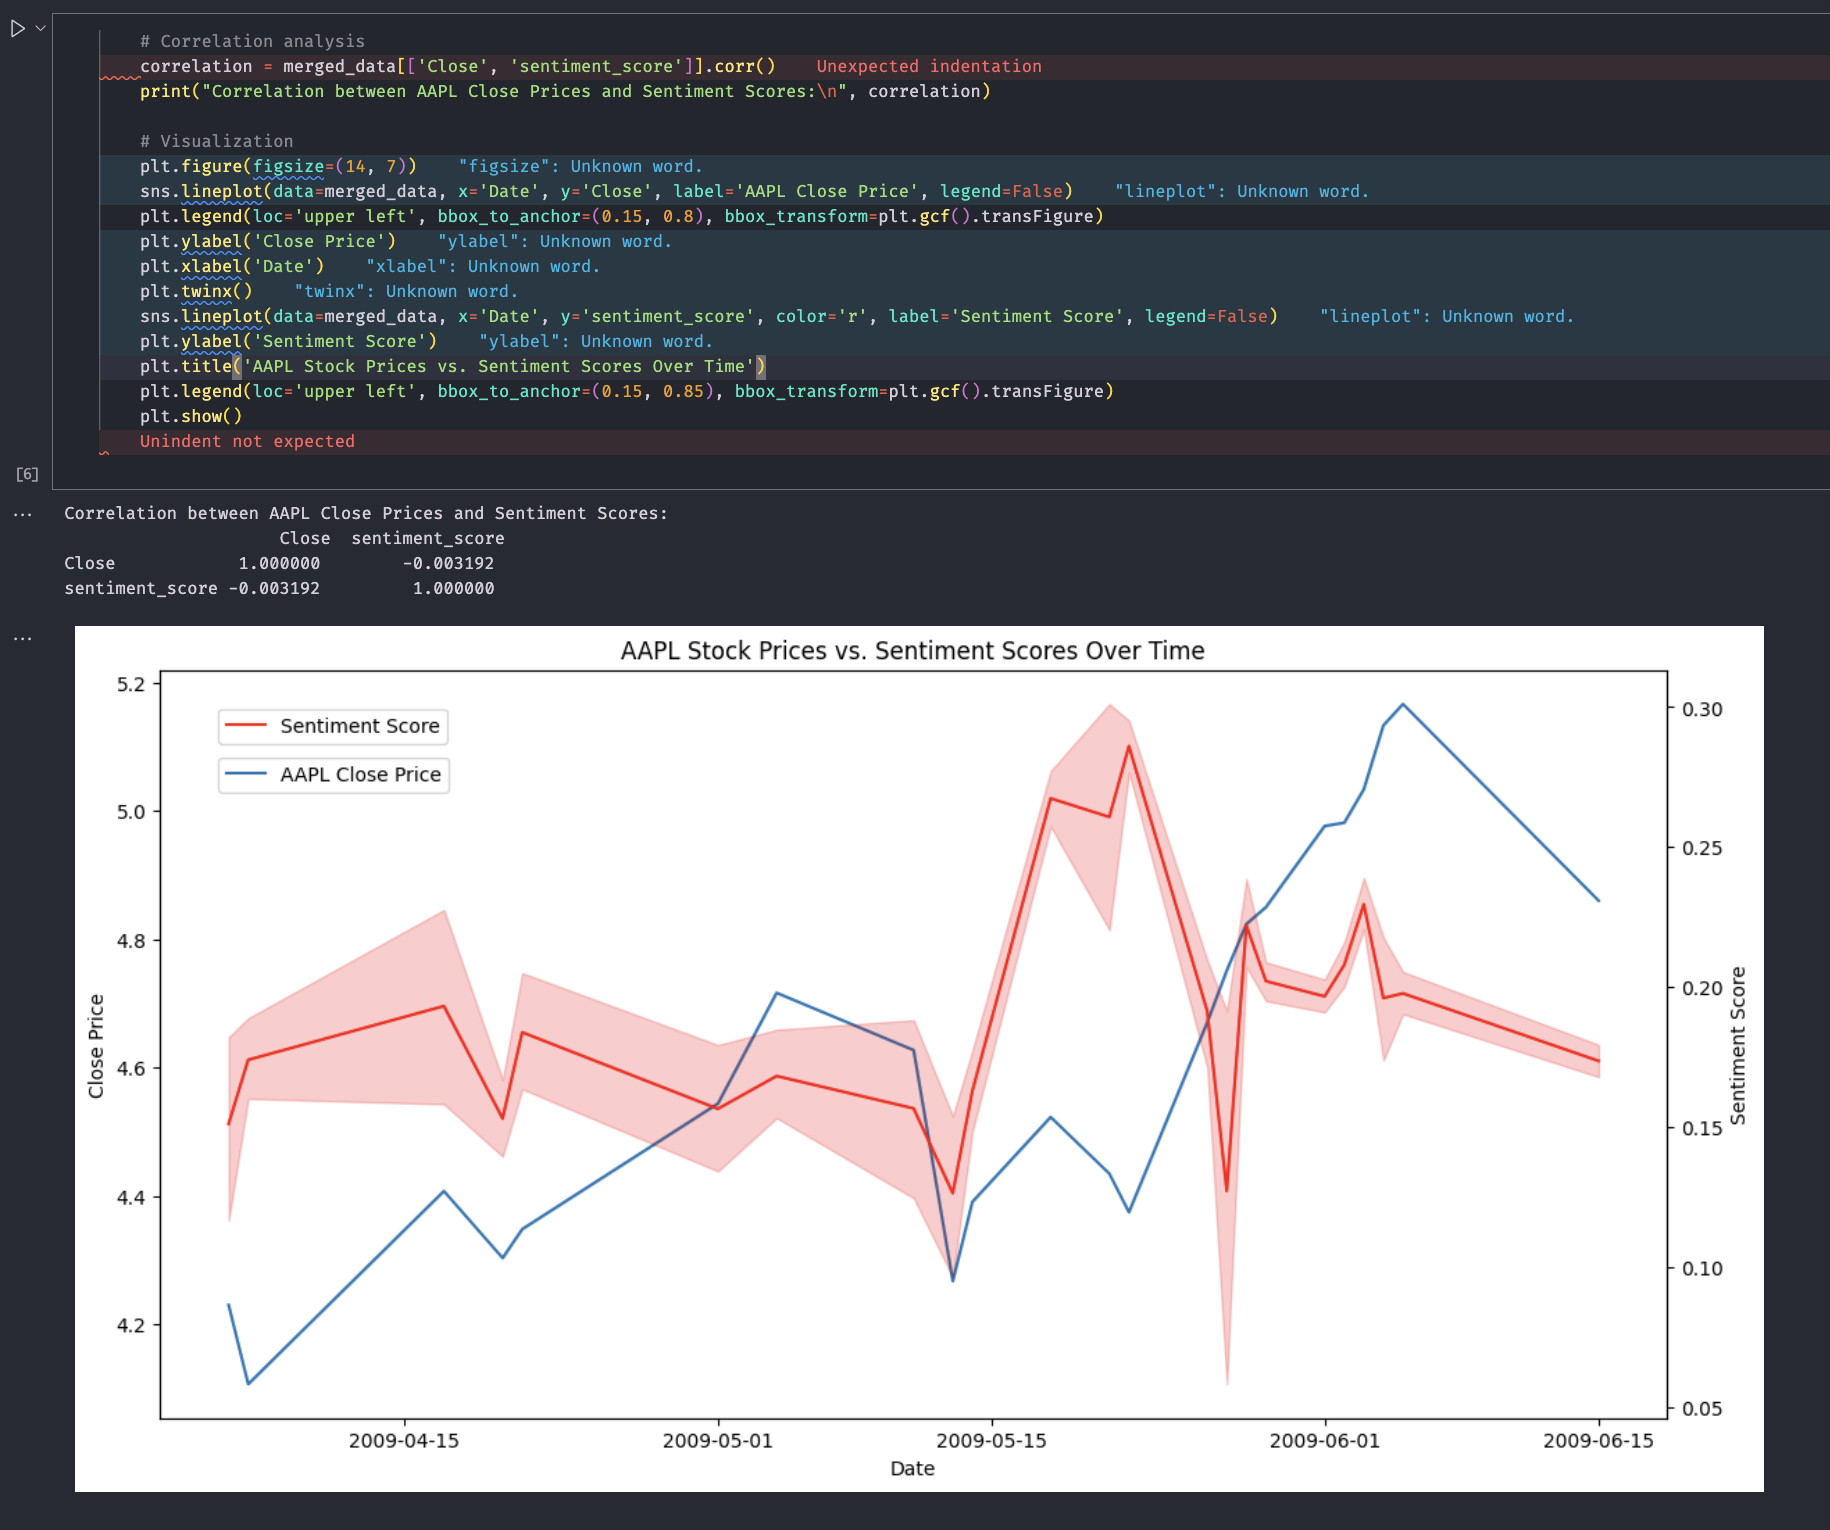 # Correlation analysis
correlation = merged_data[['Close', 'sentiment_score']].corr()    Unexpected indentation
print("Correlation between AAPL Close Prices and Sentiment Scores:\n", correlation)
# Visualization
plt.figure(figsize=(14, 7))    "figsize": Unknown word.
sns.lineplot(data=merged_data, x='Date', y='Close', label='AAPL Close Price', legend=False)    "lineplot": Unknown word.
plt.legend(loc='upper left', bbox_to_anchor=(0.15, 0.8), bbox_transform=plt.gcf().transFigure)
plt.ylabel('Close Price')    "ylabel": Unknown word.
plt.xlabel('Date')    "xlabel": Unknown word.
plt.twinx()    "twinx": Unknown word.
sns.lineplot(data=merged_data, x='Date', y='sentiment_score', color='r', label='Sentiment Score', legend=False)    "lineplot": Unknown word.
plt.ylabel('Sentiment Score')    "ylabel": Unknown word.
plt.title('AAPL Stock Prices vs. Sentiment Scores Over Time')
plt.legend(loc='upper left', bbox_to_anchor=(0.15, 0.85), bbox_transform=plt.gcf().transFigure)
plt.show()
Unindent not expected
[6]
... Correlation between AAPL Close Prices and Sentiment Scores:
Close  sentiment_score
Close            1.000000        -0.003192
sentiment_score -0.003192         1.000000
...
AAPL Stock Prices vs. Sentiment Scores Over Time
Sentiment Score
AAPL Close Price
5.2
5.0
4.8
4.6
4.4
4.2
Close Price
0.30
0.25
0.20
0.15
0.10
0.05
Sentiment Score
2009-04-15
2009-05-01
2009-05-15
2009-06-01
2009-06-15
Date